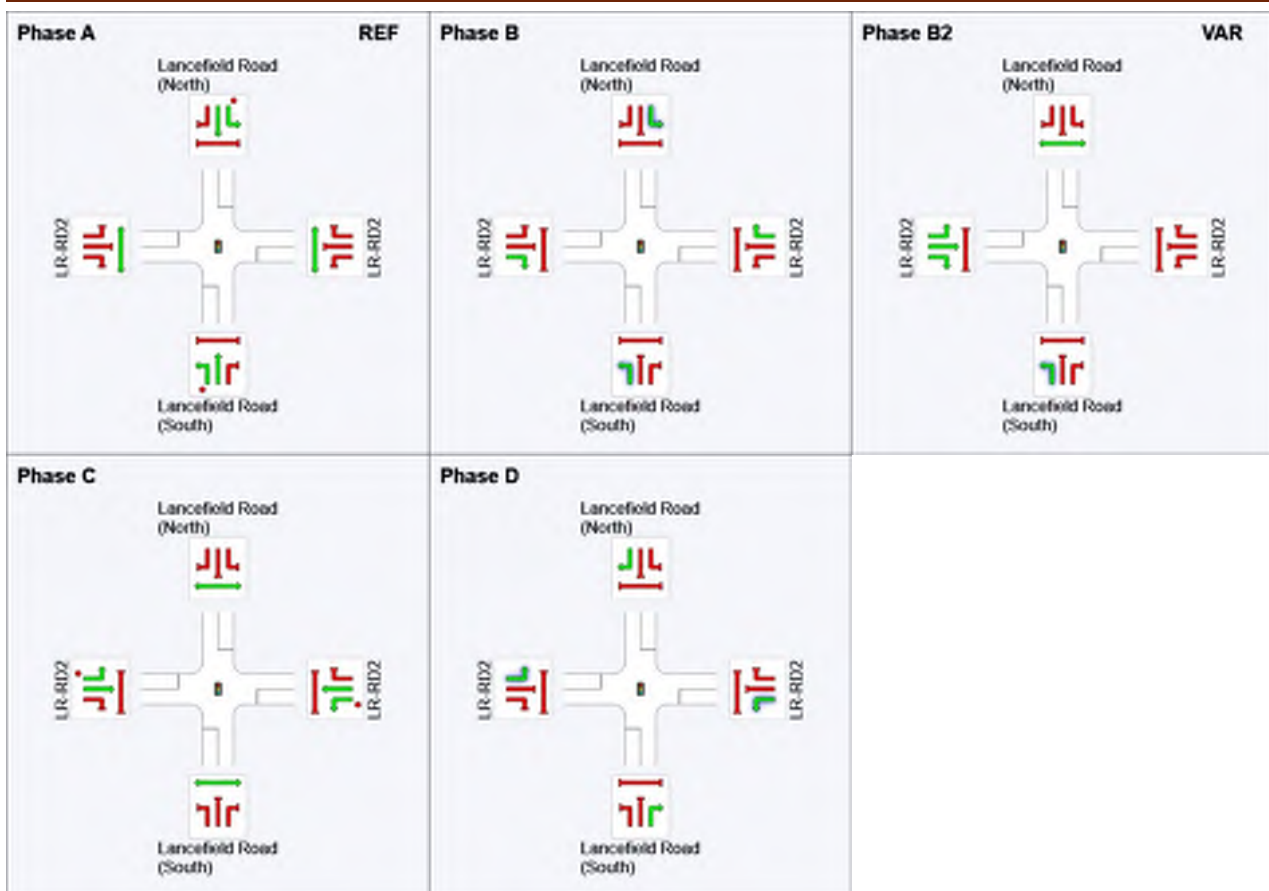 Phase A
REF
Lancefield Road
(North)
LR-RD2
LR-RD2
Lancefield Road
(South)
Phase B
Lancefield Road
(North)
LR-RD2
LR-RD2
Lancefield Road
(South)
Phase B2
VAR
Lancefield Road
(North)
LR-RD2
LR-RD2
Lancefield Road
(South)
Phase C
Lancefield Road
(North)
LR-RD2
LR-RD2
Lancefield Road
(South)
Phase D
Lancefield Road
(North)
LR-RD2
LR-RD2
Lancefield Road
(South)